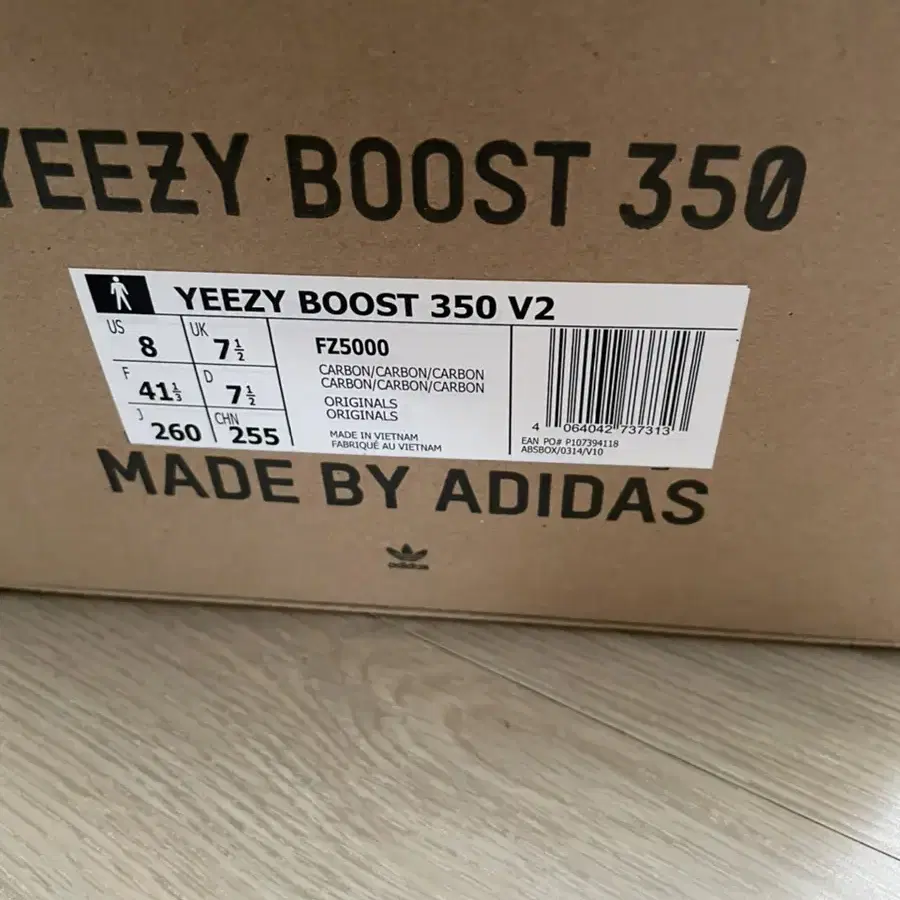 YEEZY BOOST 350
YEEZY BOOST 350 V2
US 8
UK 7½
F 41⅓
D 7½
J 260
CHN 255
FZ5000
CARBON/CARBON/CARBON
CARBON/CARBON/CARBON
ORIGINALS
ORIGINALS
MADE IN VIETNAM
FABRIQUÉ AU VIETNAM
4 064042 737313
EAN PO# P107394118
ABSBOX/0314/V10
MADE BY ADIDAS
adidas